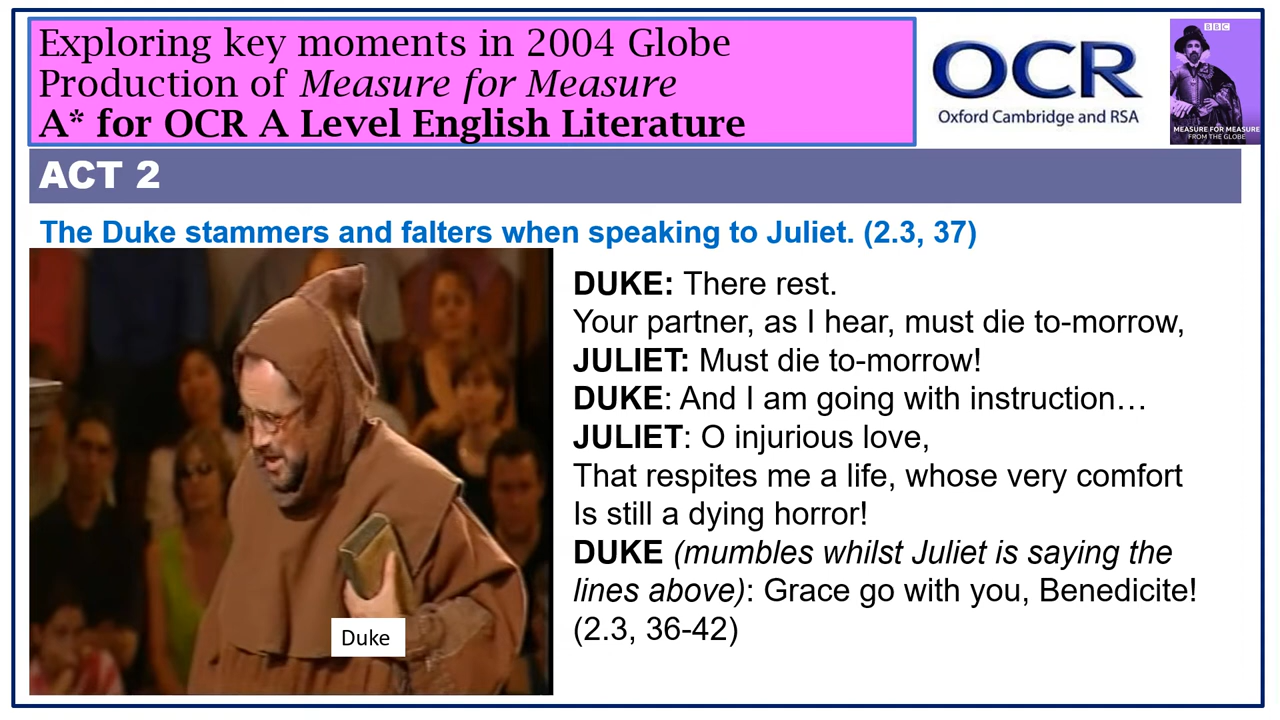 Exploring key moments in 2004 Globe
Production of Measure for Measure
A* for OCR A Level English Literature
OCR
Oxford Cambridge and RSA
BBC
MEASURE FOR MEASURE
FROM THE GLOBE
ACT 2
The Duke stammers and falters when speaking to Juliet. (2.3, 37)
DUKE: There rest.
Your partner, as I hear, must die to-morrow,
JULIET: Must die to-morrow!
DUKE: And I am going with instruction…
JULIET: O injurious love,
That respites me a life, whose very comfort
Is still a dying horror!
DUKE (mumbles whilst Juliet is saying the
lines above): Grace go with you, Benedicite!
(2.3, 36-42)
Duke